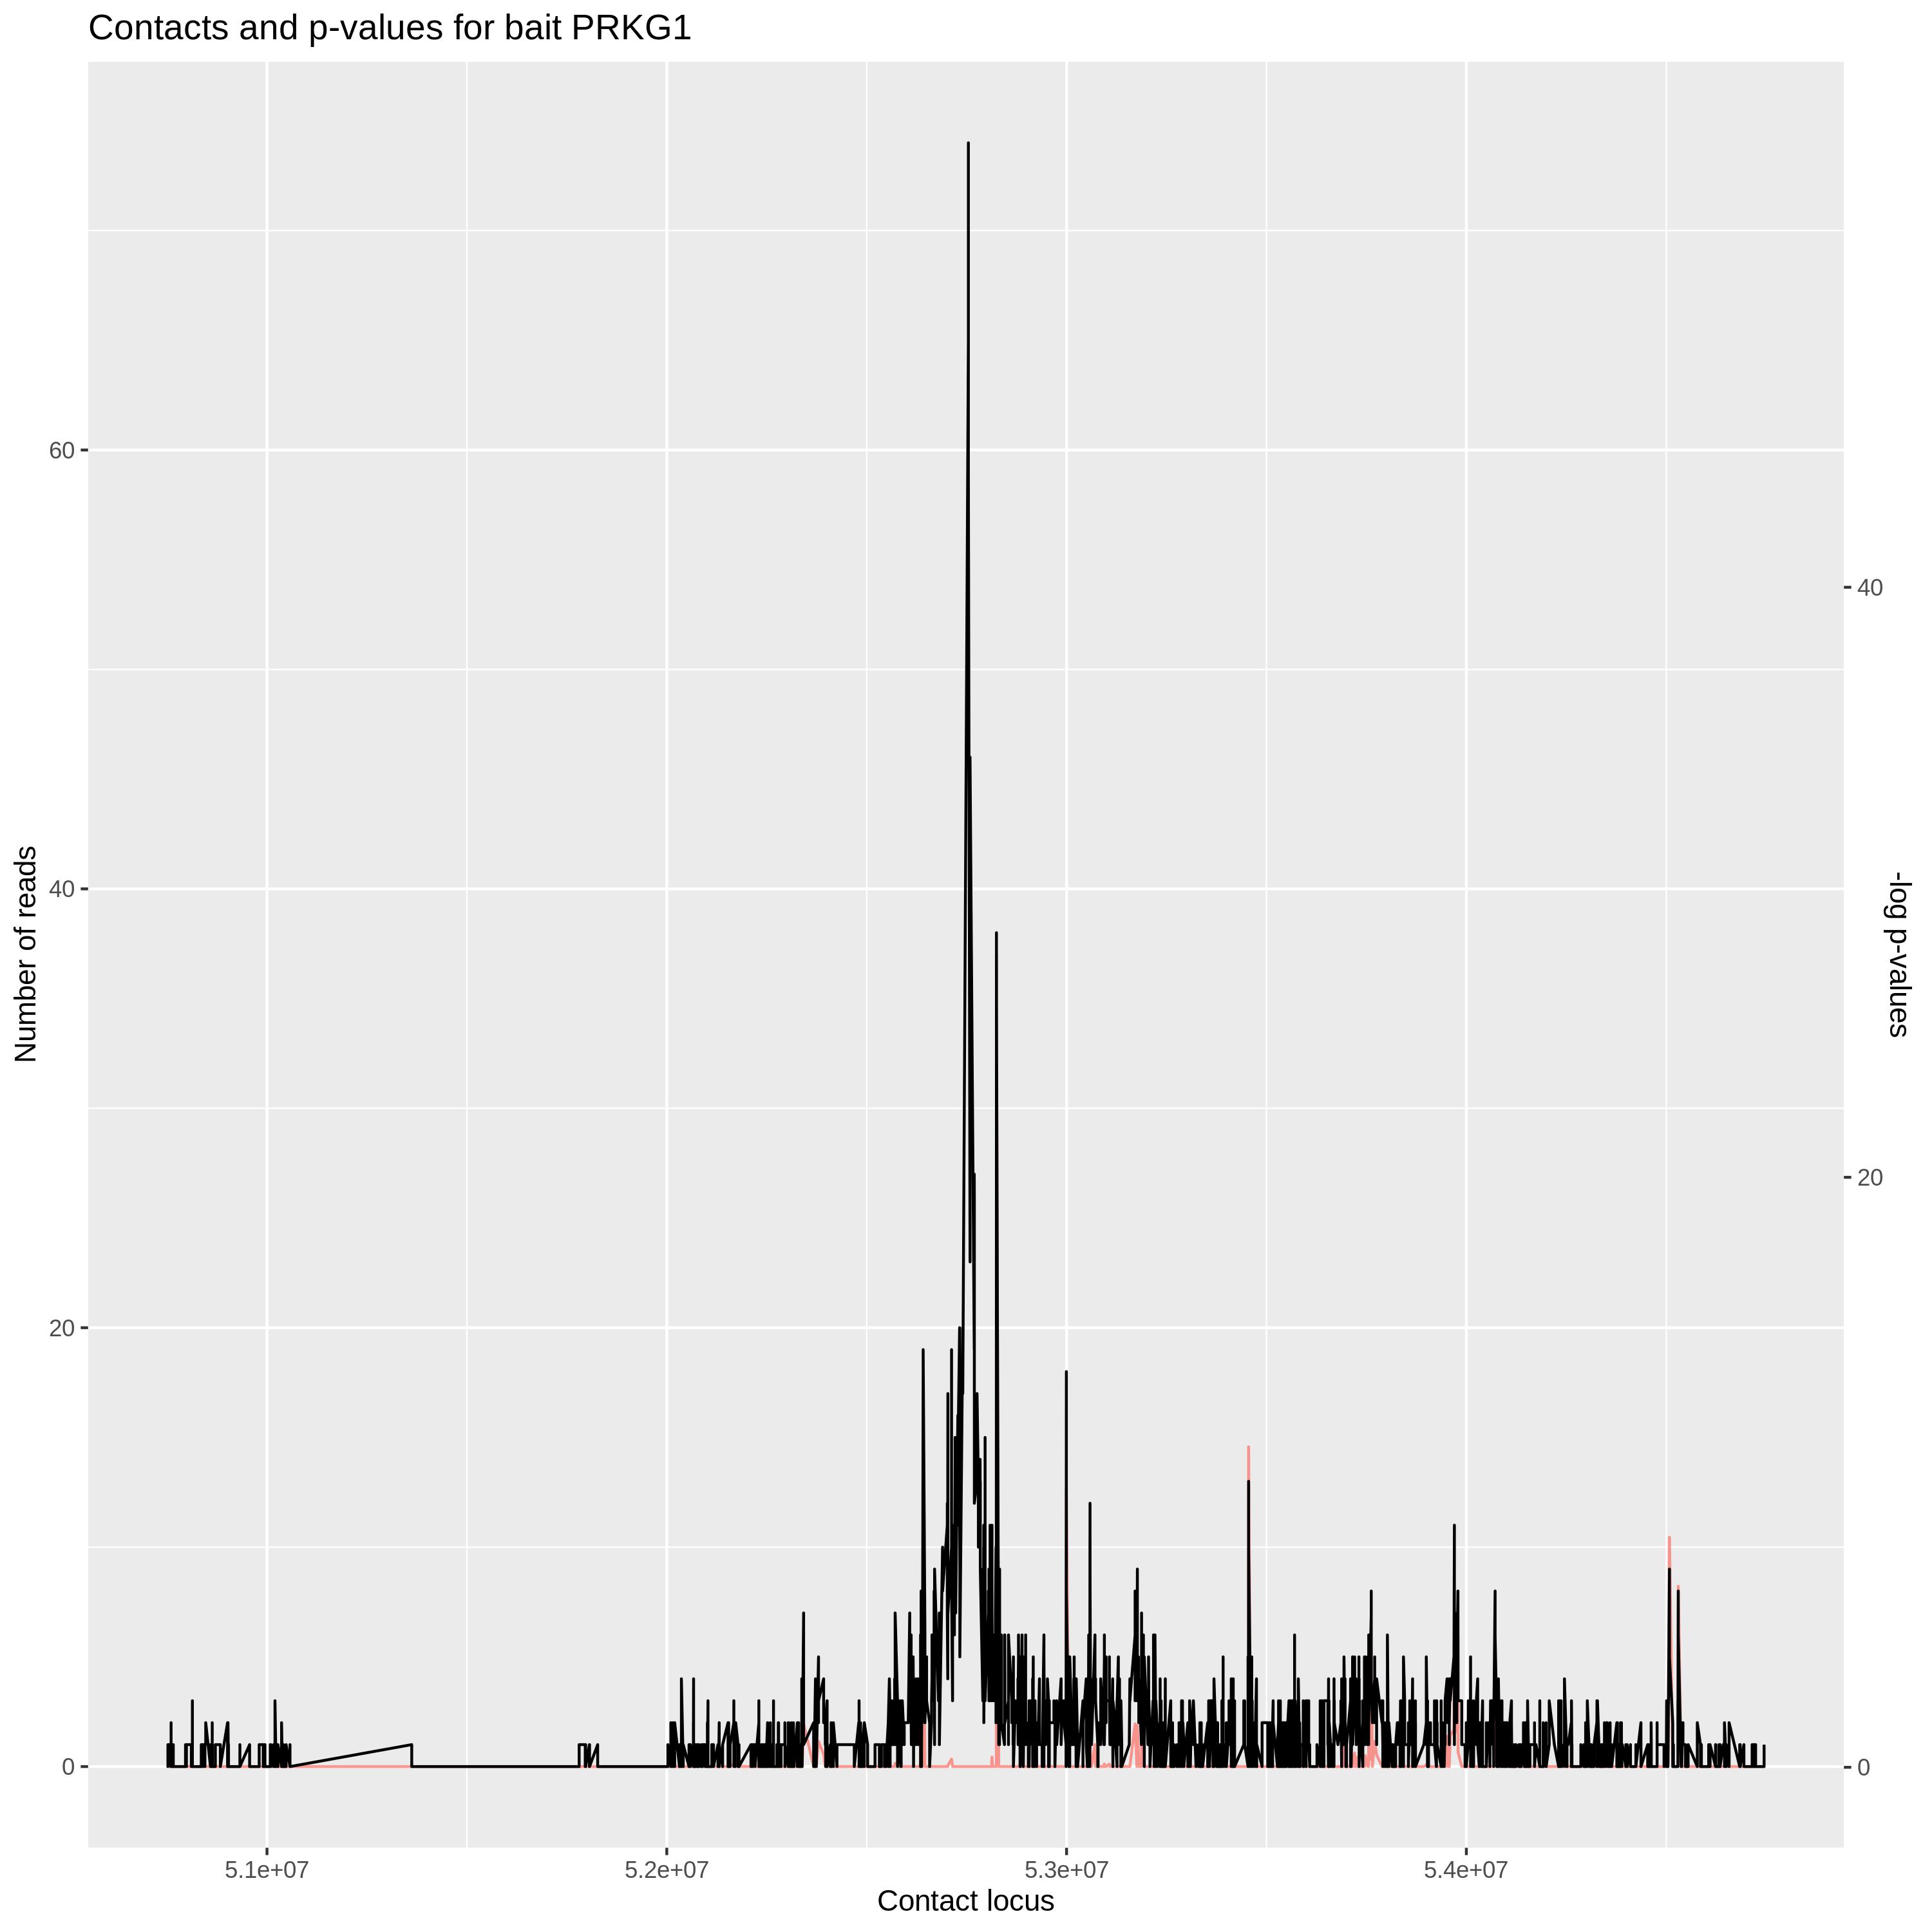 Contacts and p-values for bait PRKG1
60
40
20
0
Number of reads
40
20
0
-log p-values
5.1e+07 5.2e+07 5.3e+07 5.4e+07
Contact locus